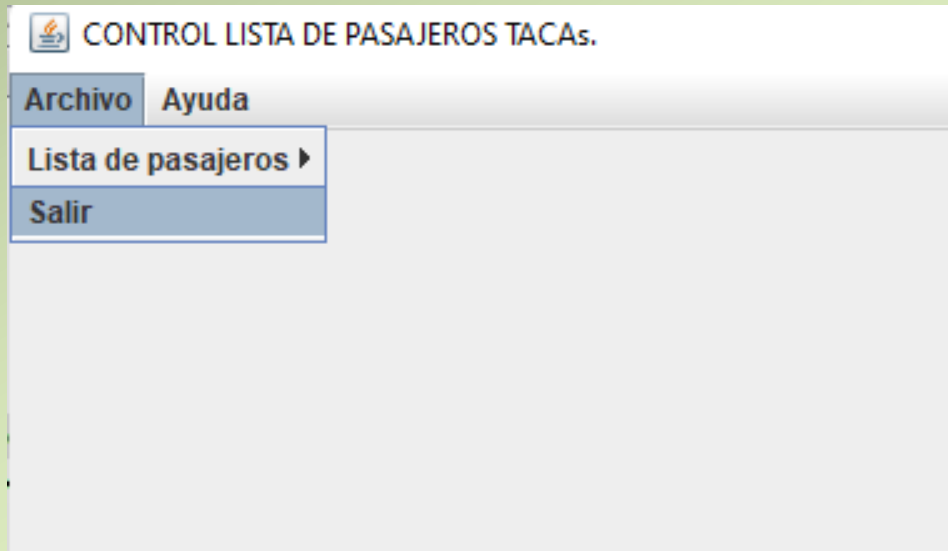 CONTROL LISTA DE PASAJEROS TACAs.
Archivo Ayuda
Lista de pasajeros
Salir